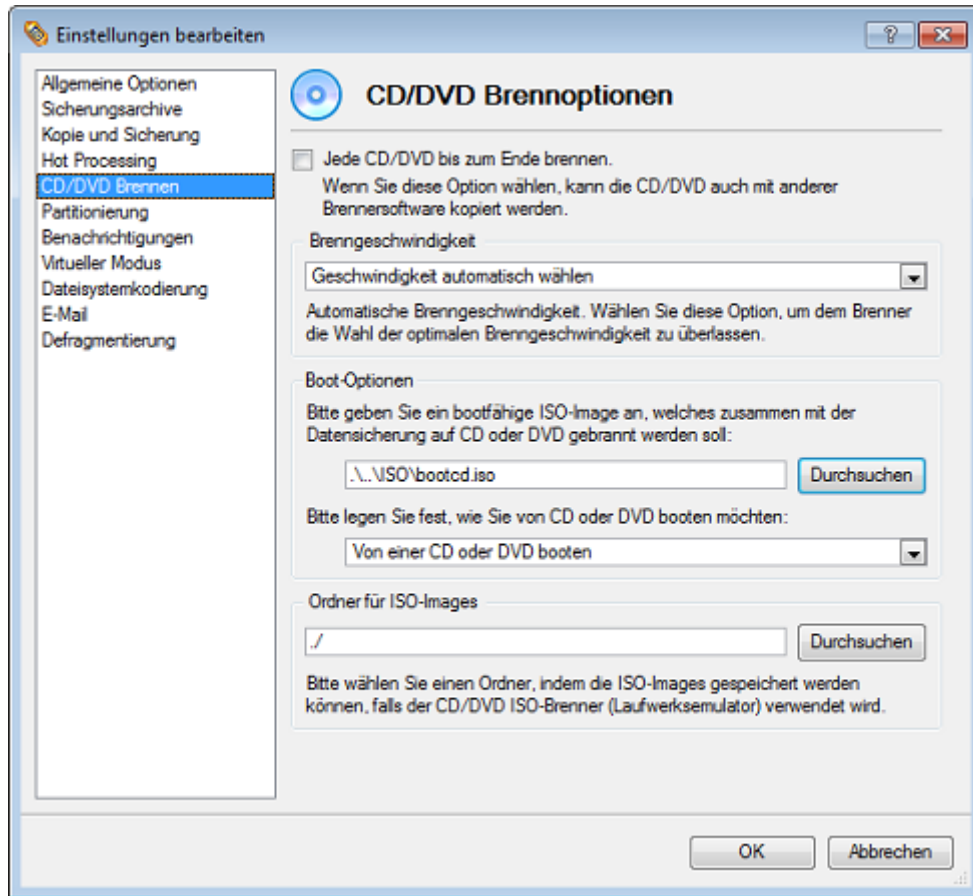 Einstellungen bearbeiten
?
Allgemeine Optionen
Sicherungsarchive
Kopie und Sicherung
Hot Processing
CD/DVD Brennen
Partitionierung
Benachrichtigungen
Virtueller Modus
Dateisystemkodierung
E-Mail
Defragmentierung
CD/DVD Brennoptionen
Jede CD/DVD bis zum Ende brennen.
Wenn Sie diese Option wählen, kann die CD/DVD auch mit anderer
Brennersoftware kopiert werden.
Brenngeschwindigkeit
Geschwindigkeit automatisch wählen
Automatische Brenngeschwindigkeit. Wählen Sie diese Option, um dem Brenner
die Wahl der optimalen Brenngeschwindigkeit zu überlassen.
Boot-Optionen
Bitte geben Sie ein bootfähige ISO-Image an, welches zusammen mit der
Datensicherung auf CD oder DVD gebrannt werden soll:
.\..\ISO\bootcd.iso
Durchsuchen
Bitte legen Sie fest, wie Sie von CD oder DVD booten möchten:
Von einer CD oder DVD booten
Ordner für ISO-Images
./
Durchsuchen
Bitte wählen Sie einen Ordner, indem die ISO-Images gespeichert werden
können, falls der CD/DVD ISO-Brenner (Laufwerksemulator) verwendet wird.
OK
Abbrechen